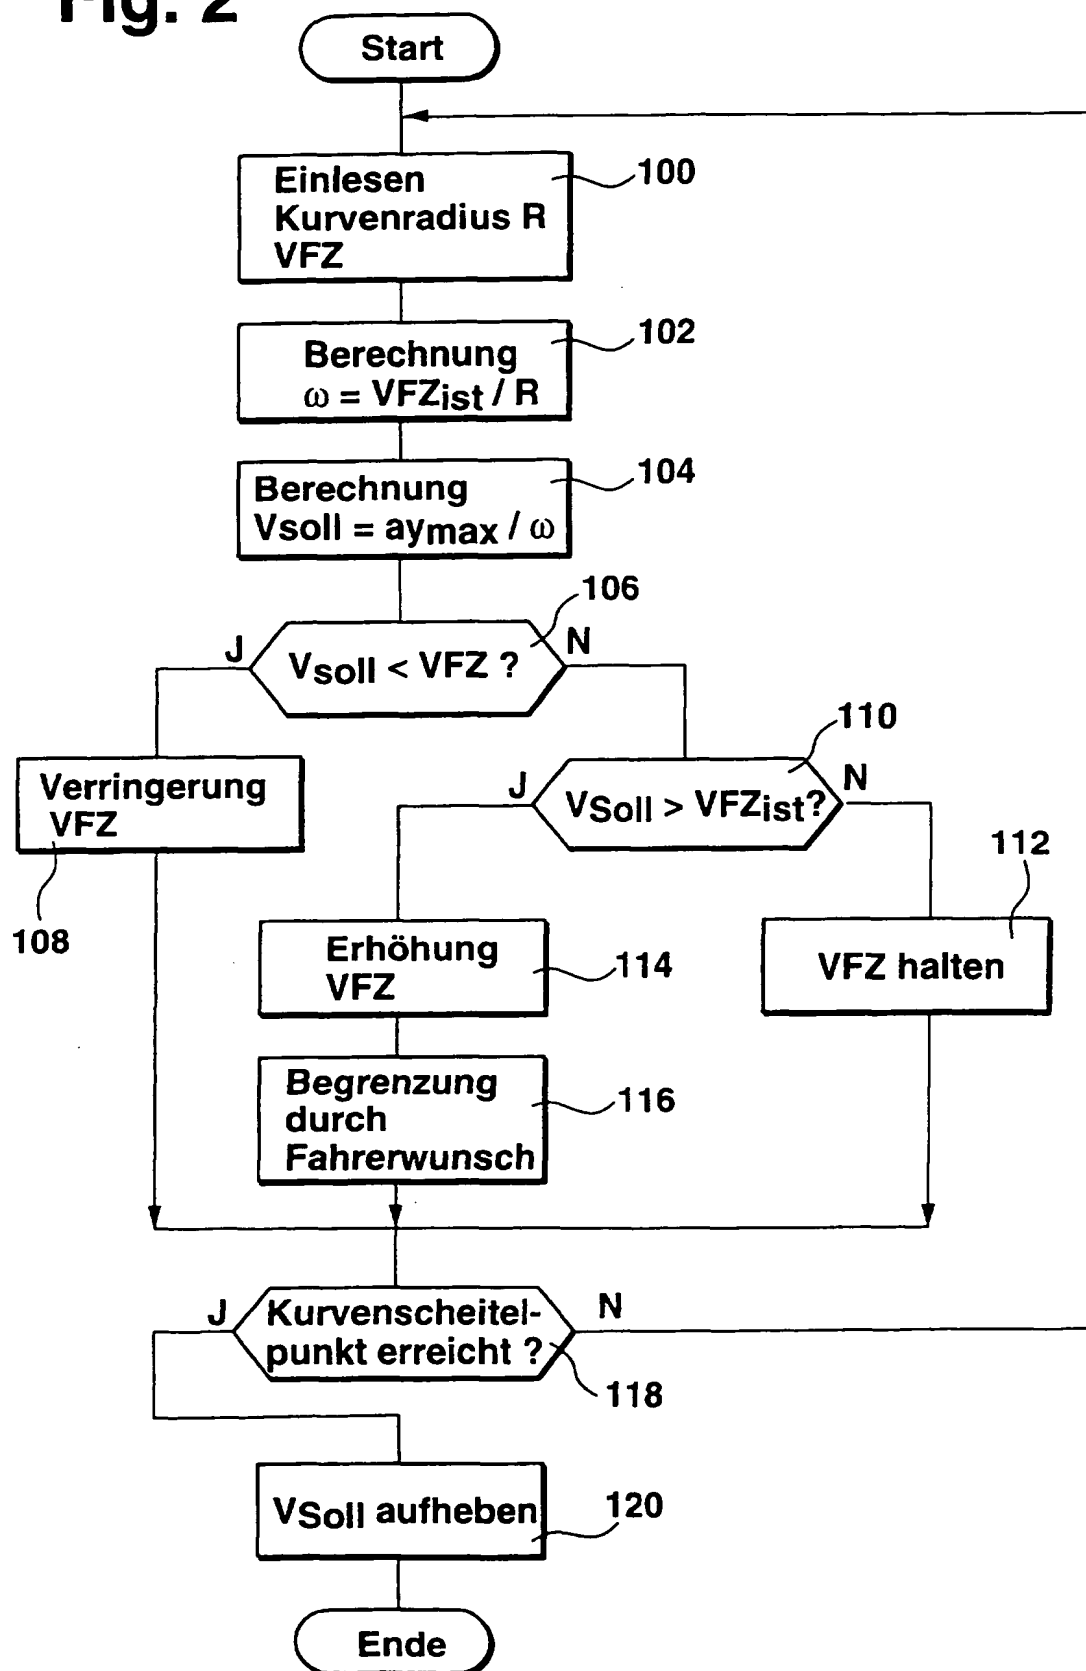 Fig. 2
Start
Einlesen
Kurvenradius R
VFZ
100
Berechnung
ω = VFZist / R
102
Berechnung
Vsoll = aymax / ω
104
106
J
Vsoll < VFZ ?
N
110
Verringerung
VFZ
108
J
VSoll > VFZist?
N
112
Erhöhung
VFZ
114
VFZ halten
Begrenzung
durch
Fahrerwunsch
116
J
Kurvenscheitel-
punkt erreicht ?
N
118
VSoll aufheben
120
Ende